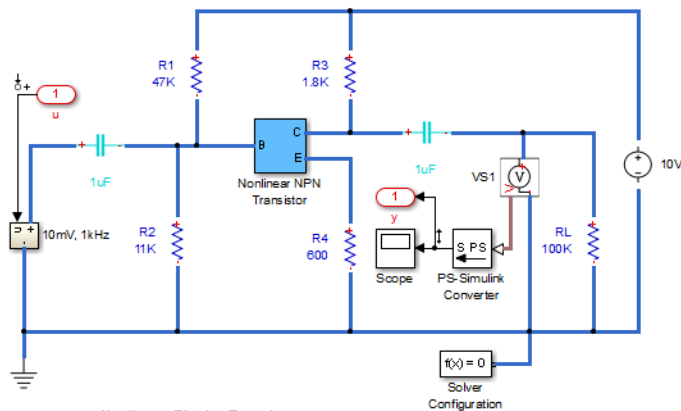 R1
47K
R3
1.8K
1
u
C
B
E
Nonlinear NPN
Transistor
1uF
1uF
10V
VS1
V
V
1
y
10mV, 1kHz
R2
11K
R4
600
Scope
S PS
PS-Simulink
Converter
RL
100K
f(x) = 0
Solver
Configuration